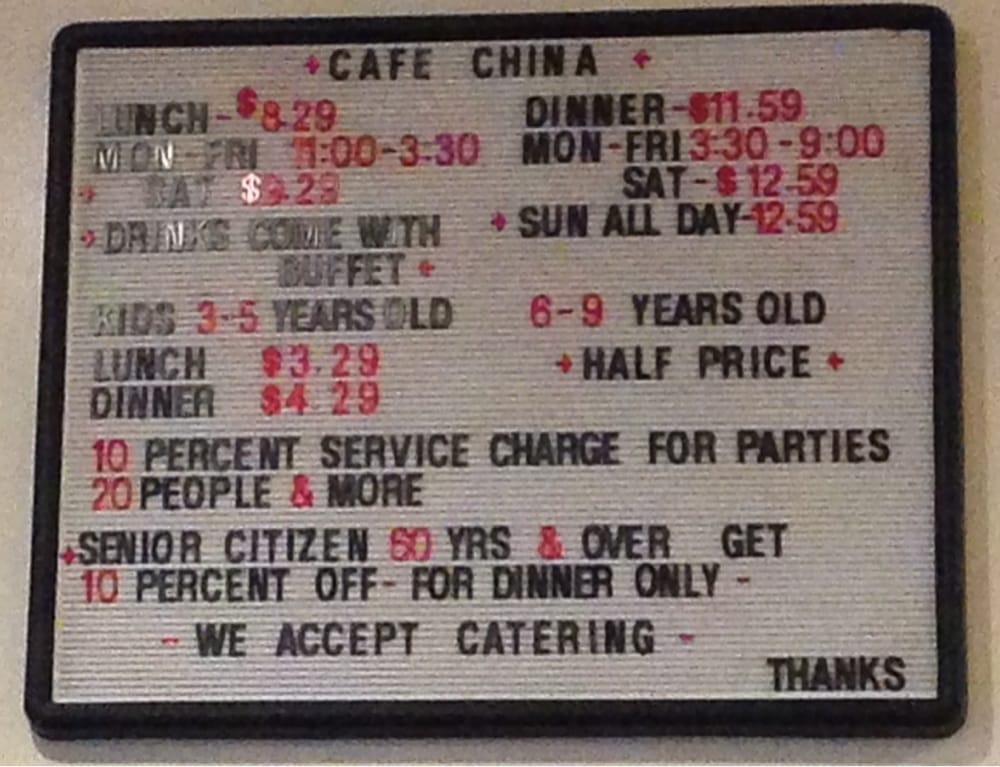 CAFE CHINA
LUNCH-$8.29
MON-FRI 11:00-3:30
SAT $9.29
DRINKS COME WITH
BUFFET
DINNER-$11.59
MON-FRI 3:30-9:00
SAT-$12.59
SUN ALL DAY-12.59
KIDS 3-5 YEARS OLD
LUNCH $3.29
DINNER $4.29
6-9 YEARS OLD
HALF PRICE
10 PERCENT SERVICE CHARGE FOR PARTIES
20 PEOPLE & MORE
SENIOR CITIZEN 60 YRS & OVER GET
10 PERCENT OFF- FOR DINNER ONLY -
- WE ACCEPT CATERING -
THANKS